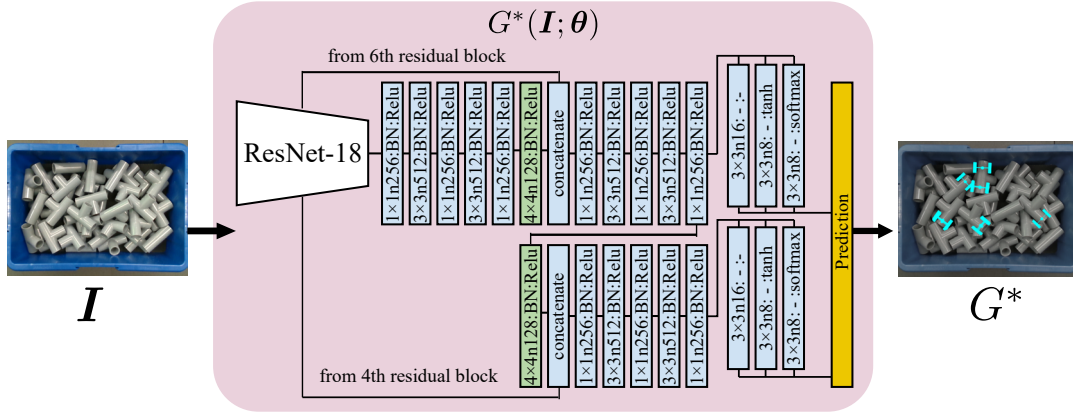 G*(I; θ)
from 6th residual block
ResNet-18
1×1n256:BN:Relu
3×3n512:BN:Relu
1×1n256:BN:Relu
3×3n512:BN:Relu
1×1n256:BN:Relu
4×4n128:BN:Relu
concatenate
1×1n256:BN:Relu
3×3n512:BN:Relu
1×1n256:BN:Relu
3×3n512:BN:Relu
1×1n256:BN:Relu
3×3n16: - :-
3×3n8: - :tanh
3×3n8: - :softmax
4×4n128:BN:Relu
concatenate
1×1n256:BN:Relu
3×3n512:BN:Relu
1×1n256:BN:Relu
3×3n512:BN:Relu
1×1n256:BN:Relu
3×3n16: - :-
3×3n8: - :tanh
3×3n8: - :softmax
Prediction
from 4th residual block
I
G*